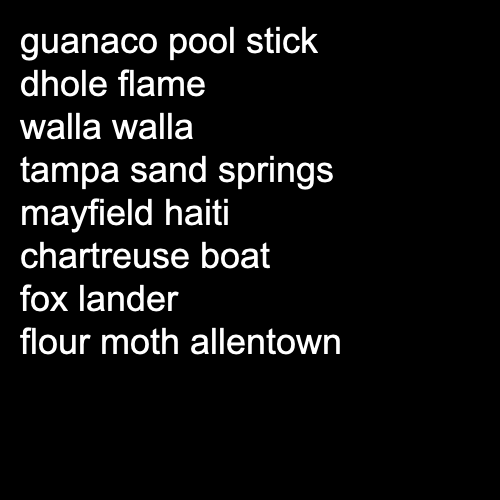 guanaco pool stick
dhole flame
walla walla
tampa sand springs
mayfield haiti
chartreuse boat
fox lander
flour moth allentown